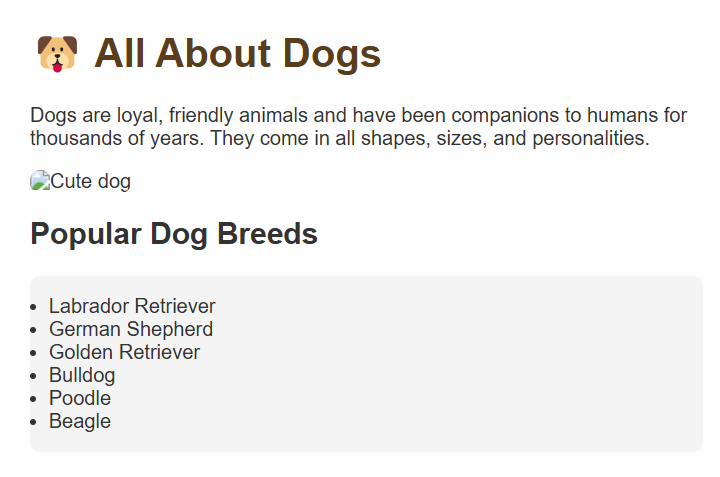 All About Dogs
Dogs are loyal, friendly animals and have been companions to humans for
thousands of years. They come in all shapes, sizes, and personalities.
Cute dog
Popular Dog Breeds
Labrador Retriever
German Shepherd
Golden Retriever
Bulldog
Poodle
Beagle